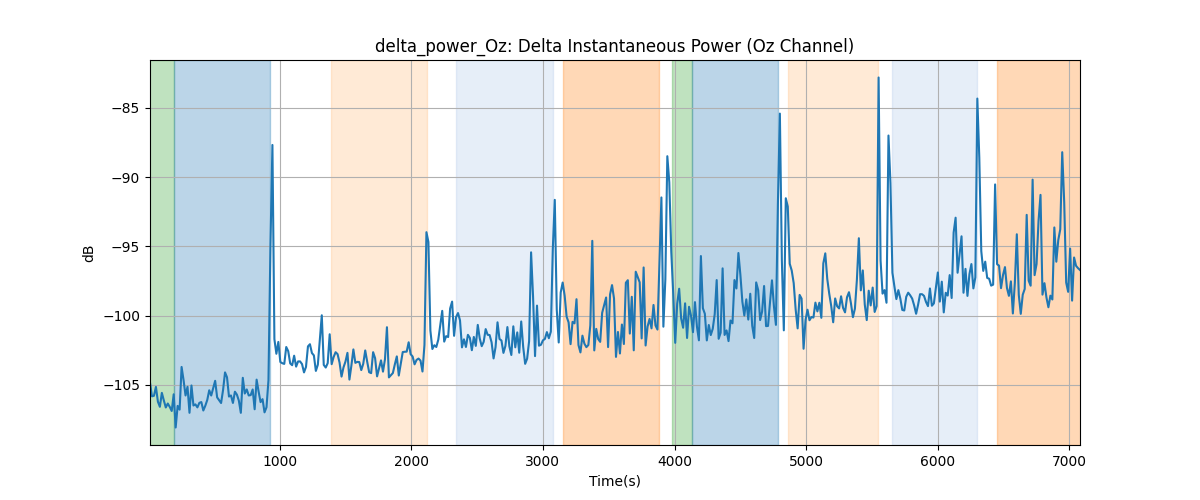 delta_power_Oz: Delta Instantaneous Power (Oz Channel)
dB
−85
−90
−95
−100
−105
1000 2000 3000 4000 5000 6000 7000
Time(s)